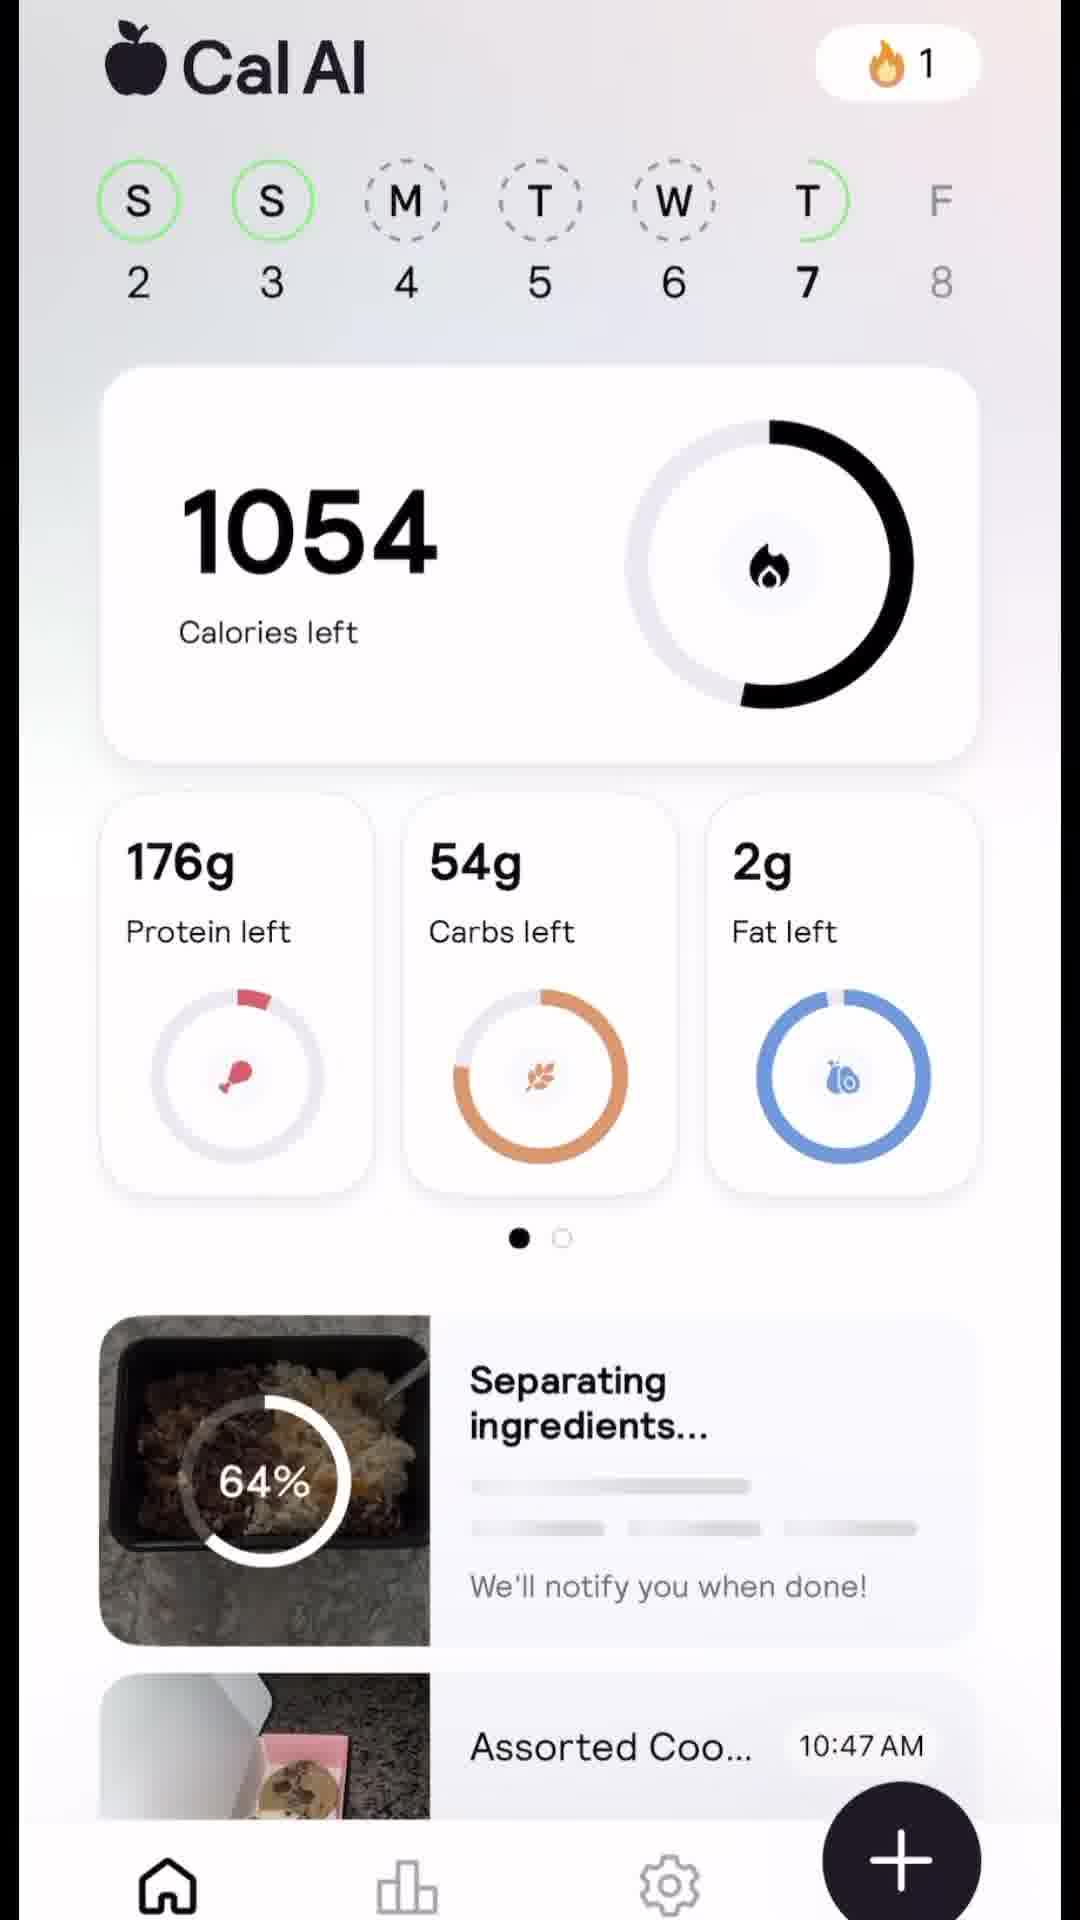 Cal AI
1
S S M T W T F
2 3 4 5 6 7 8
1054
Calories left
176g
Protein left
54g
Carbs left
2g
Fat left
64%
Separating
ingredients...
We'll notify you when done!
Assorted Coo...
10:47 AM